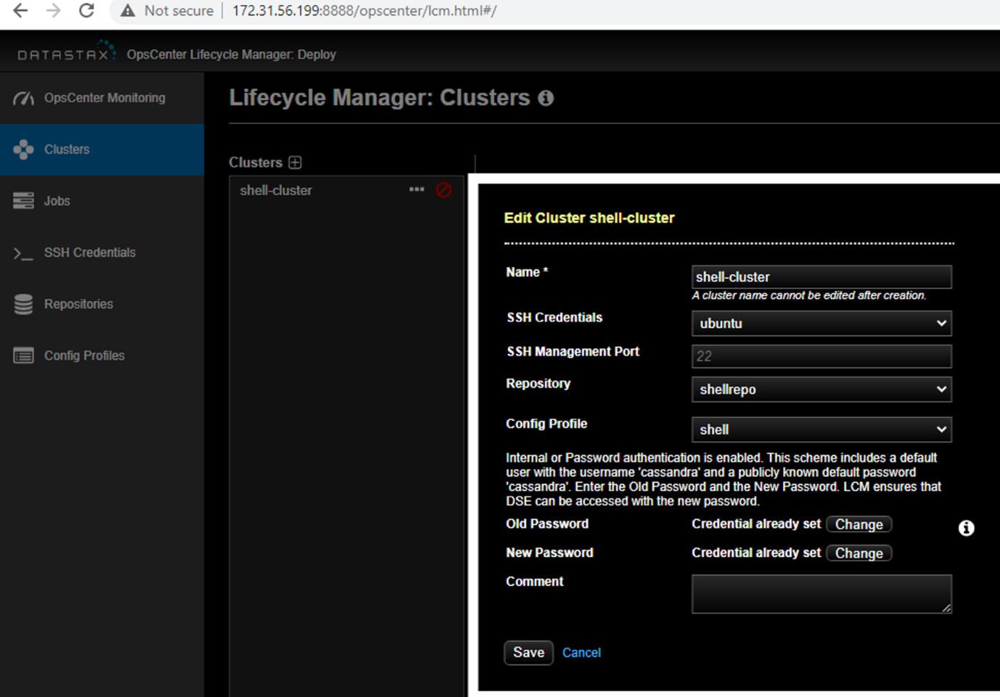 Not secure | 172.31.56.199:8888/opscenter/lcm.html#/
DATASTAX OpsCenter Lifecycle Manager: Deploy
OpsCenter Monitoring
Clusters
Jobs
SSH Credentials
Repositories
Config Profiles
Lifecycle Manager: Clusters
Clusters
shell-cluster
Edit Cluster shell-cluster
Name * shell-cluster
A cluster name cannot be edited after creation.
SSH Credentials ubuntu
SSH Management Port 22
Repository shellrepo
Config Profile shell
Internal or Password authentication is enabled. This scheme includes a default
user with the username 'cassandra' and a publicly known default password
'cassandra'. Enter the Old Password and the New Password. LCM ensures that
DSE can be accessed with the new password.
Old Password Credential already set Change
New Password Credential already set Change
Comment
Save Cancel